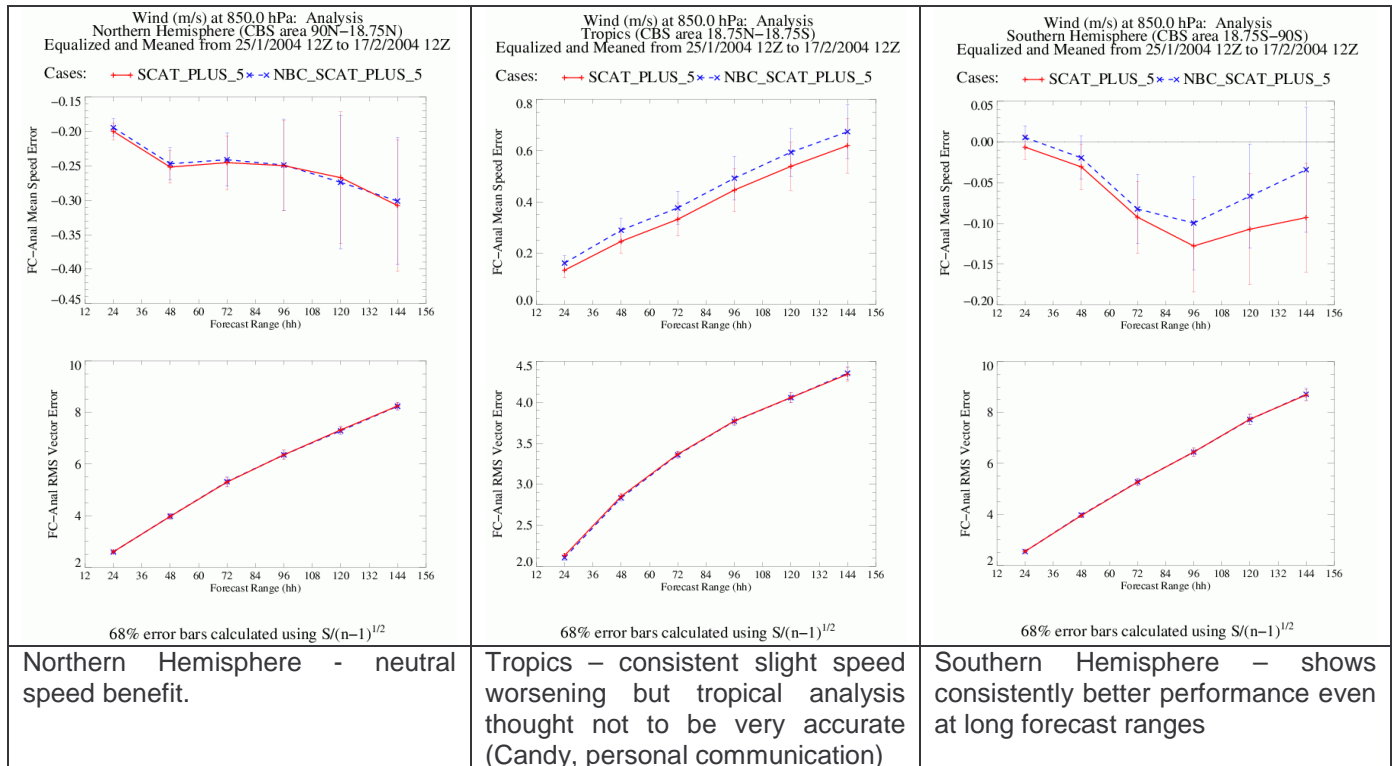 Wind (m/s) at 850.0 hPa:  Analysis
Northern Hemisphere (CBS area 90N−18.75N)
Equalized and Meaned from 25/1/2004 12Z to 17/2/2004 12Z
Cases: SCAT_PLUS_5 NBC_SCAT_PLUS_5
FC−Anal Mean Speed Error
−0.15
−0.20
−0.25
−0.30
−0.35
−0.40
−0.45
12 24 36 48 60 72 84 96 108 120 132 144 156
Forecast Range (hh)
FC−Anal RMS Vector Error
10
8
6
4
2
12 24 36 48 60 72 84 96 108 120 132 144 156
Forecast Range (hh)
68% error bars calculated using S/(n−1)^1/2
Northern Hemisphere - neutral
speed benefit.
Wind (m/s) at 850.0 hPa:  Analysis
Tropics (CBS area 18.75N−18.75S)
Equalized and Meaned from 25/1/2004 12Z to 17/2/2004 12Z
Cases: SCAT_PLUS_5 NBC_SCAT_PLUS_5
FC−Anal Mean Speed Error
0.8
0.6
0.4
0.2
0.0
12 24 36 48 60 72 84 96 108 120 132 144 156
Forecast Range (hh)
FC−Anal RMS Vector Error
4.5
4.0
3.5
3.0
2.5
2.0
12 24 36 48 60 72 84 96 108 120 132 144 156
Forecast Range (hh)
68% error bars calculated using S/(n−1)^1/2
Tropics – consistent slight speed
worsening but tropical analysis
thought not to be very accurate
(Candy, personal communication)
Wind (m/s) at 850.0 hPa:  Analysis
Southern Hemisphere (CBS area 18.75S−90S)
Equalized and Meaned from 25/1/2004 12Z to 17/2/2004 12Z
Cases: SCAT_PLUS_5 NBC_SCAT_PLUS_5
FC−Anal Mean Speed Error
0.05
0.00
−0.05
−0.10
−0.15
−0.20
12 24 36 48 60 72 84 96 108 120 132 144 156
Forecast Range (hh)
FC−Anal RMS Vector Error
10
8
6
4
2
12 24 36 48 60 72 84 96 108 120 132 144 156
Forecast Range (hh)
68% error bars calculated using S/(n−1)^1/2
Southern Hemisphere – shows
consistently better performance even
at long forecast ranges